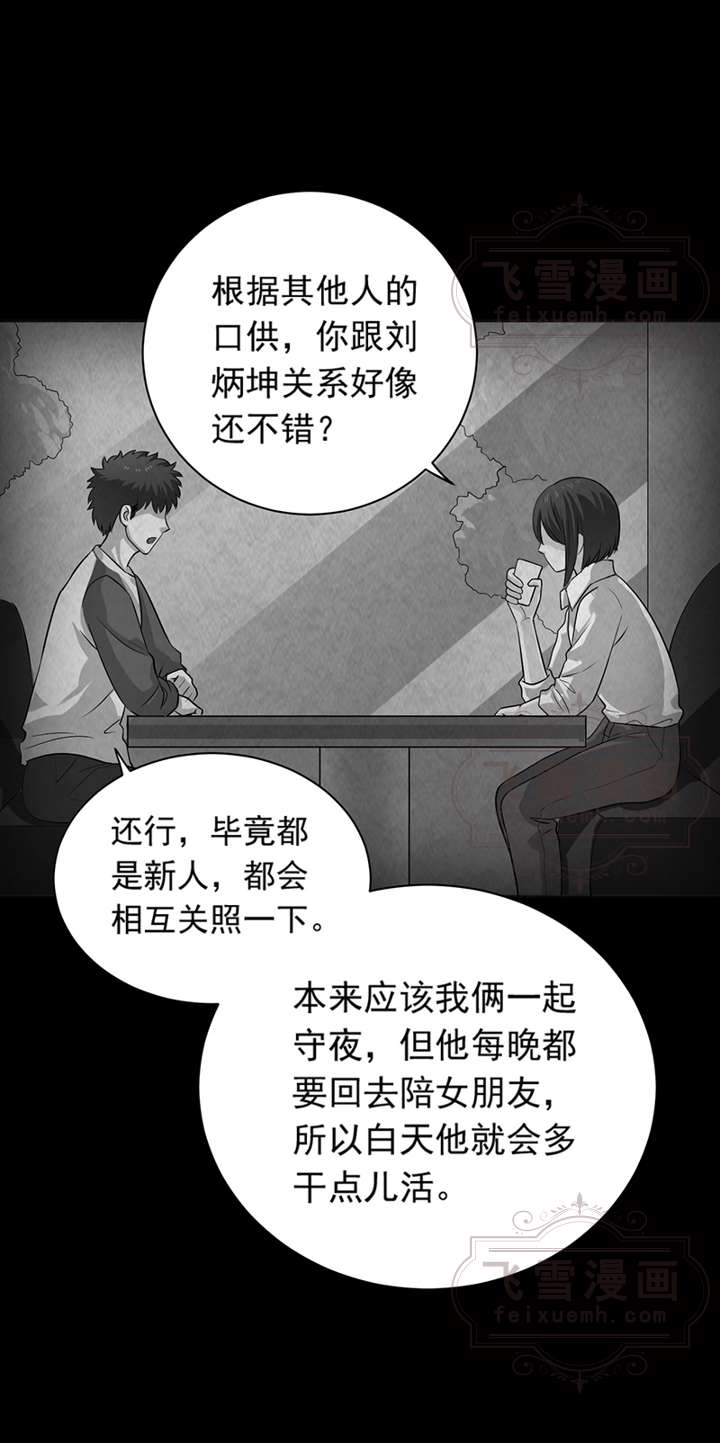 飞雪漫画
feixuemh.com
根据其他人的
口供，你跟刘
炳坤关系好像
还不错？
还行，毕竟都
是新人，都会
相互关照一下。
本来应该我俩一起
守夜，但他每晚都
要回去陪女朋友，
所以白天他就会多
干点儿活。
飞雪漫画
feixuemh.com